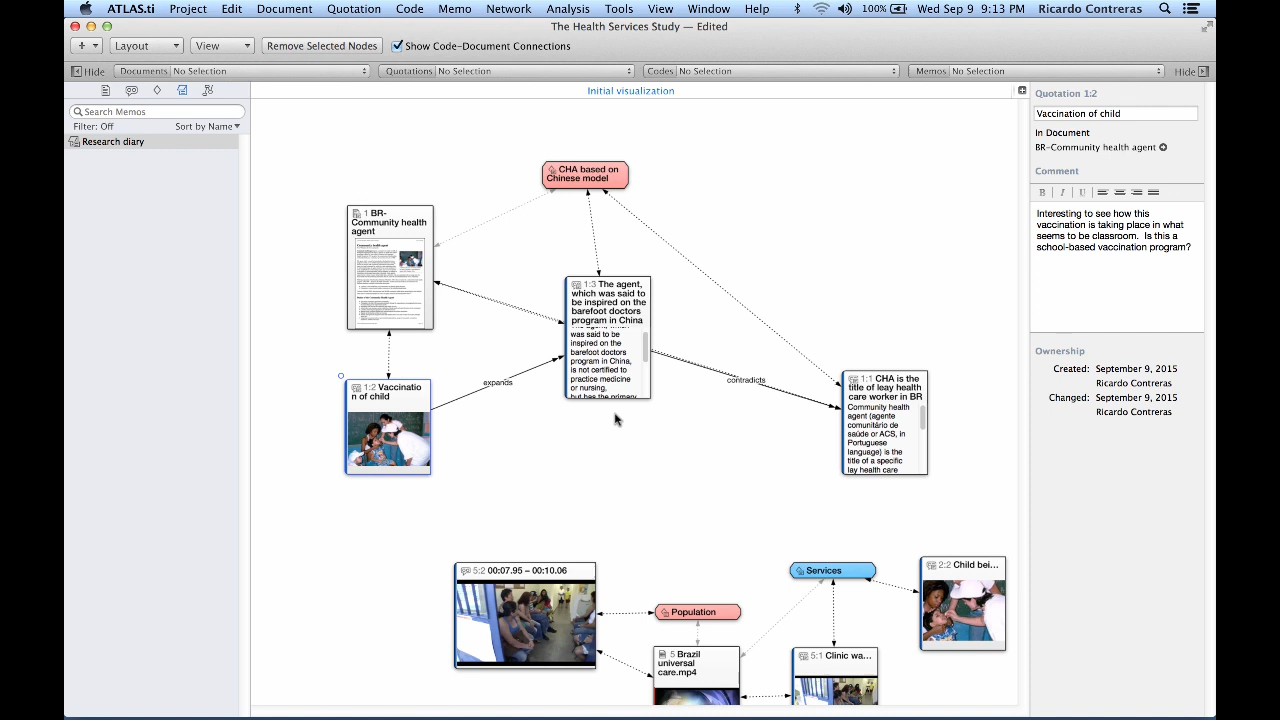 ATLAS.ti Project Edit Document Quotation Code Memo Network Analysis Tools View Window Help 100% Wed Sep 9 9:13 PM Ricardo Contreras
The Health Services Study — Edited
+ Layout View Remove Selected Nodes Show Code-Document Connections
Hide Documents No Selection Quotations No Selection Codes No Selection Memos No Selection Hide
Initial visualization
Search Memos
Filter: Off Sort by Name
Research diary
CHA based on
Chinese model
1 BR-
Community health
agent
1:3 The agent,
which was said to
be inspired on the
barefoot doctors
program in China
was said to be
inspired on the
barefoot doctors
program in China,
is not certified to
practice medicine
or nursing,
but has the primary
1:2 Vaccinatio
n of child
expands
contradicts
1:1 CHA is the
title of leay health
care worker in BR
Community health
agent (agente
comunitário de
saúde or ACS, in
Portuguese
language) is the
title of a specific
lay health care
5:2 00:07.95 – 00:10.06
Population
Services
2:2 Child bei...
5 Brazil
universal
care.mp4
5:1 Clinic wa...
Quotation 1:2
Vaccination of child
In Document
BR-Community health agent
Comment
B I U
Interesting to see how this
vaccination is taking place in what
seems to be classroom. Is this a
school-based vaccination program?
Ownership
Created: September 9, 2015
Ricardo Contreras
Changed: September 9, 2015
Ricardo Contreras